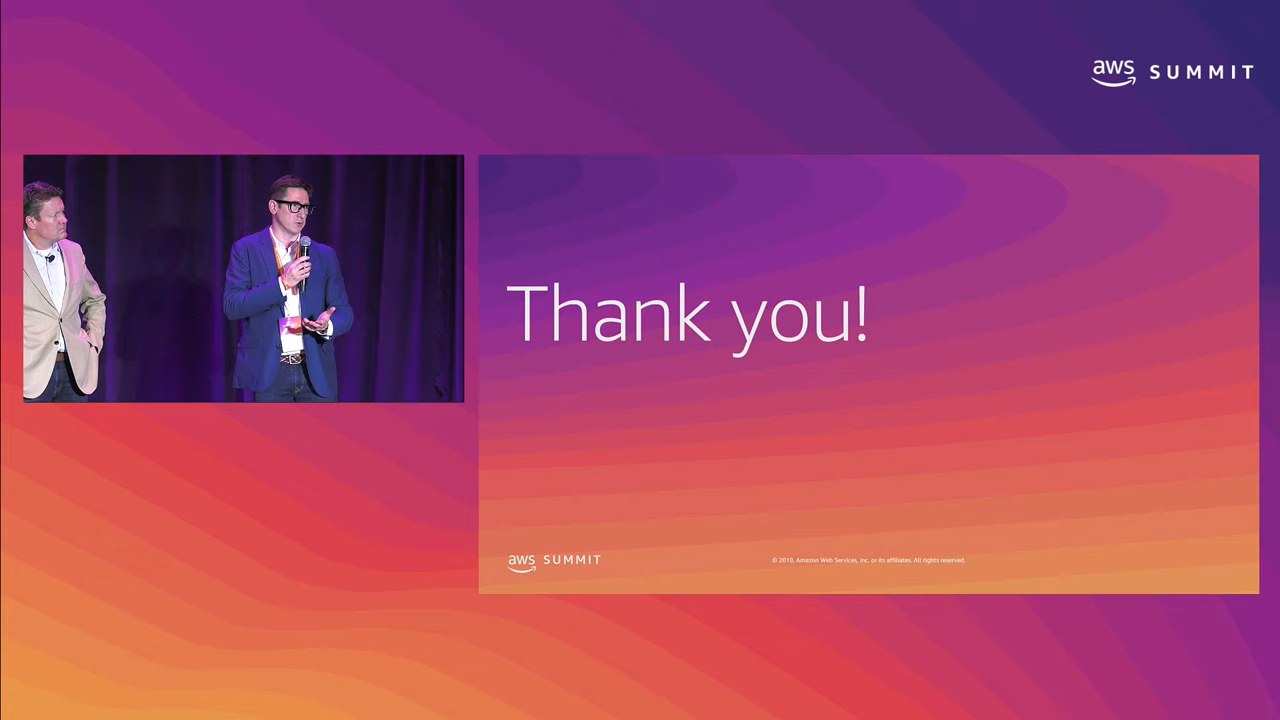 aws SUMMIT
Thank you!
aws SUMMIT
© 2019, Amazon Web Services, Inc. or its affiliates. All rights reserved.